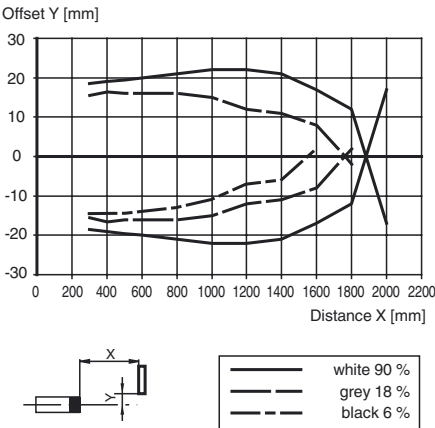 Offset Y [mm]
30
20
10
0
-10
-20
-30
0 200 400 600 800 1000 1200 1400 1600 1800 2000 2200
Distance X [mm]
X
Y
white 90 %
grey 18 %
black 6 %